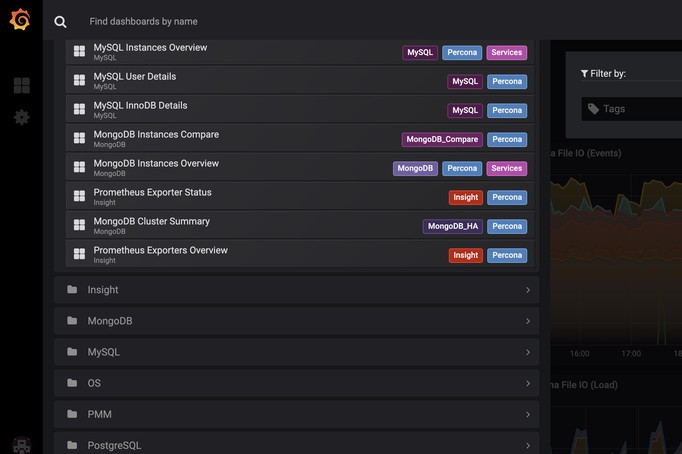 Find dashboards by name
MySQL Instances Overview
MySQL
MySQL Percona Services
MySQL User Details
MySQL
MySQL Percona
MySQL InnoDB Details
MySQL
MySQL Percona
MongoDB Instances Compare
MongoDB
MongoDB_Compare Percona
MongoDB Instances Overview
MongoDB
MongoDB Percona Services
Prometheus Exporter Status
Insight
Insight Percona
MongoDB Cluster Summary
MongoDB
MongoDB_HA Percona
Prometheus Exporters Overview
Insight
Insight Percona
Insight
MongoDB
MySQL
OS
PMM
PostgreSQL
Filter by:
Tags
a File IO (Events)
16:00 17:00 18
a File IO (Load)